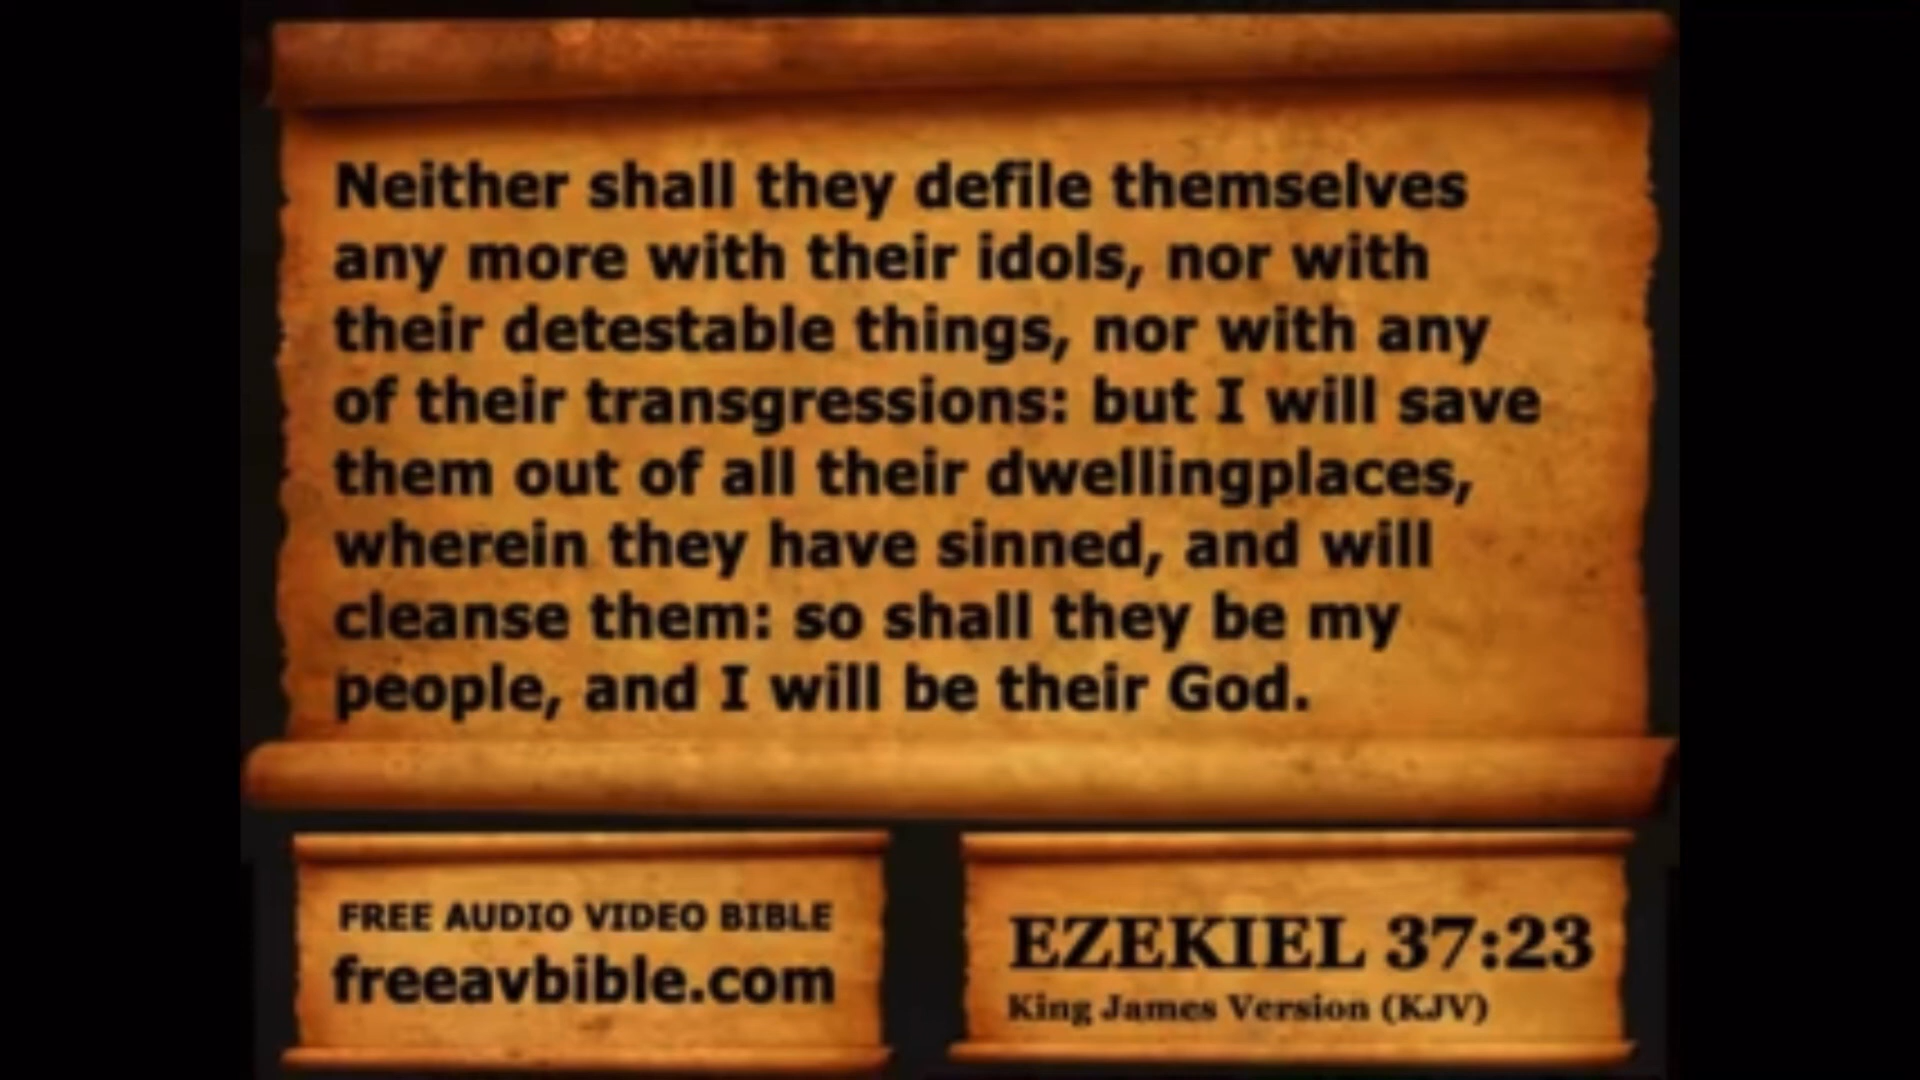 Neither shall they defile themselves
any more with their idols, nor with
their detestable things, nor with any
of their transgressions: but I will save
them out of all their dwellingplaces,
wherein they have sinned, and will
cleanse them: so shall they be my
people, and I will be their God.
FREE AUDIO VIDEO BIBLE
freeavbible.com
EZEKIEL 37:23
King James Version (KJV)